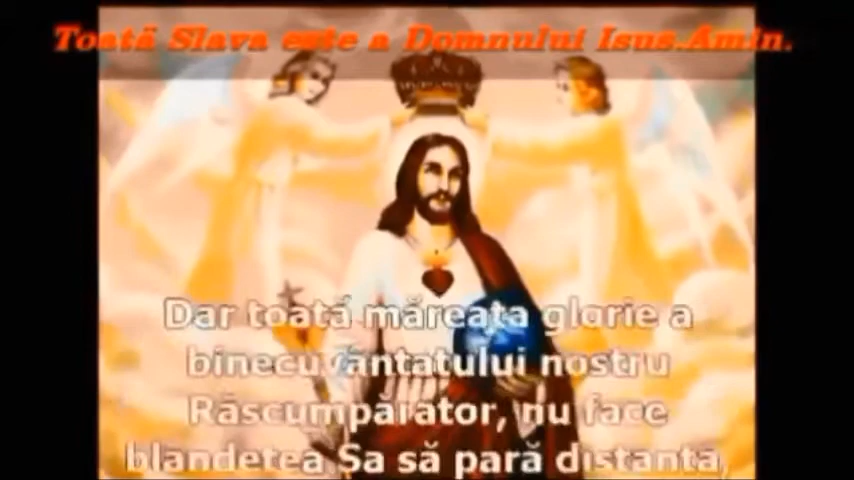 Toată Slava este a Domnului Isus.Amin.
Dar toată măreața glorie a
binecuvântatului nostru
Răscumpărător, nu face
blândețea Sa să pară distantă,